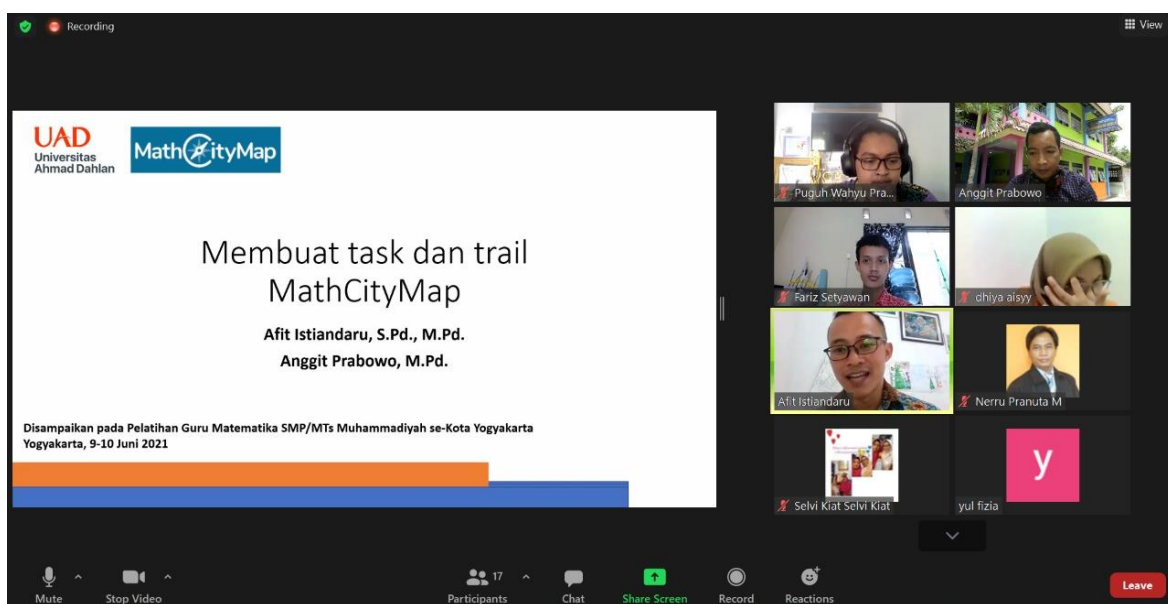 Recording
View
UAD
Universitas
Ahmad Dahlan
MathCityMap
Membuat task dan trail
MathCityMap
Afit Istiandaru, S.Pd., M.Pd.
Anggit Prabowo, M.Pd.
Disampaikan pada Pelatihan Guru Matematika SMP/MTs Muhammadiyah se-Kota Yogyakarta
Yogyakarta, 9-10 Juni 2021
Puguh Wahyu Pra...
Anggit Prabowo
Fariz Setyawan
dhiya aisyy
Afit Istiandaru
Nerru Pranuta M
Selvi Kiat Selvi Kiat
y
yul fizia
Mute
Stop Video
17
Participants
Chat
Share Screen
Record
Reactions
Leave